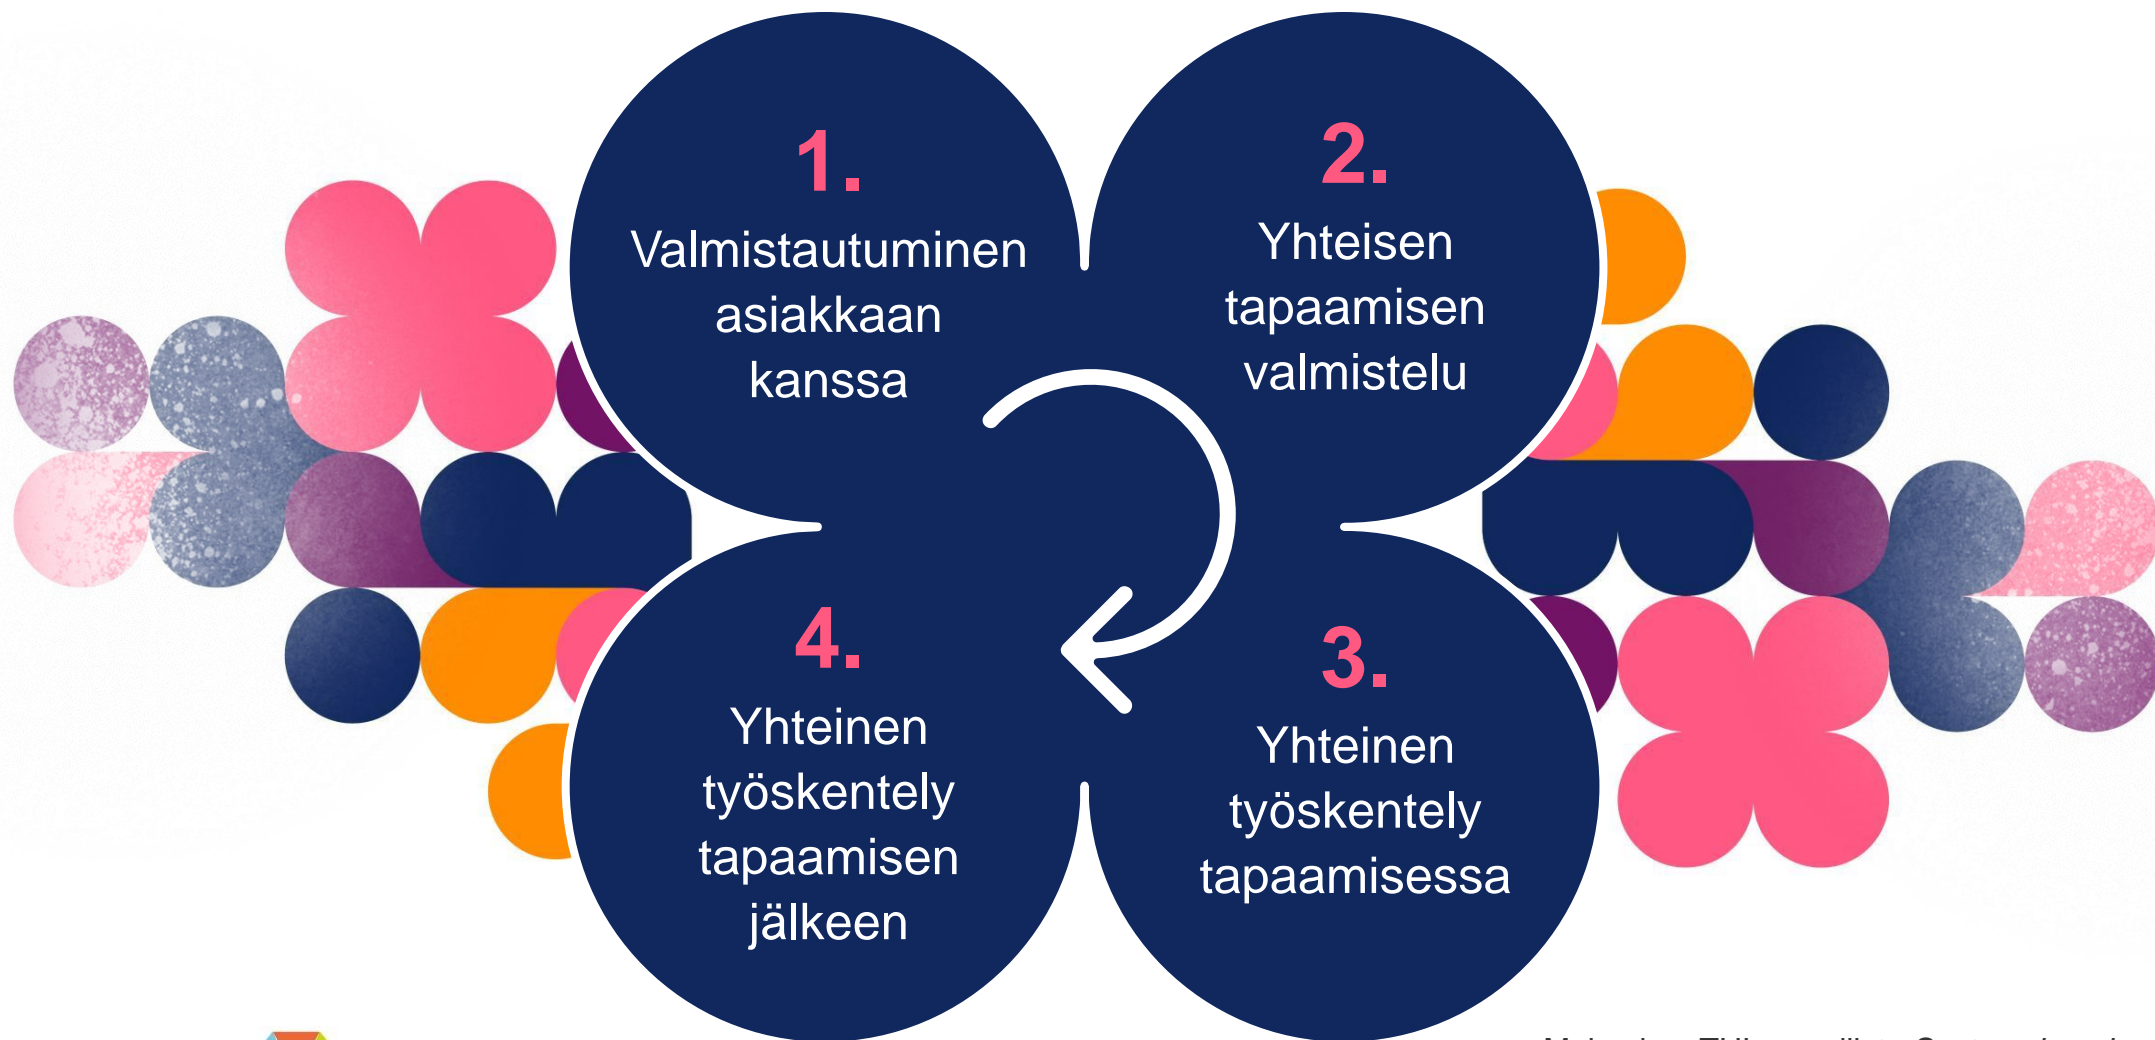 1.
Valmistautuminen
asiakkaan
kanssa
2.
Yhteisen
tapaamisen
valmistelu
3.
Yhteinen
työskentely
tapaamisessa
4.
Yhteinen
työskentely
tapaamisen
jälkeen